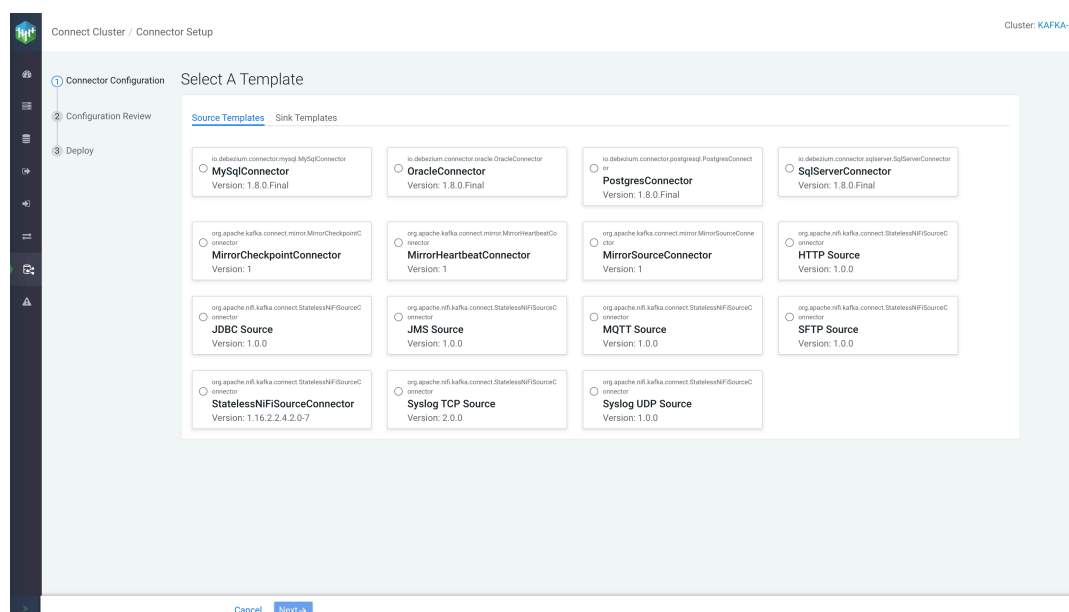 Connect Cluster / Connector Setup
Cluster: KAFKA-
1 Connector Configuration
2 Configuration Review
3 Deploy
Select A Template
Source Templates Sink Templates
io.debezium.connector.mysql.MySqlConnector
MySqlConnector
Version: 1.8.0.Final
io.debezium.connector.oracle.OracleConnector
OracleConnector
Version: 1.8.0.Final
io.debezium.connector.postgresql.PostgresConnect
or
PostgresConnector
Version: 1.8.0.Final
io.debezium.connector.sqlserver.SqlServerConnector
SqlServerConnector
Version: 1.8.0.Final
org.apache.kafka.connect.mirror.MirrorCheckpointC
onnector
MirrorCheckpointConnector
Version: 1
org.apache.kafka.connect.mirror.MirrorHeartbeatCo
nnector
MirrorHeartbeatConnector
Version: 1
org.apache.kafka.connect.mirror.MirrorSourceConne
ctor
MirrorSourceConnector
Version: 1
org.apache.nifi.kafka.connect.StatelessNiFiSourceC
onnector
HTTP Source
Version: 1.0.0
org.apache.nifi.kafka.connect.StatelessNiFiSourceC
onnector
JDBC Source
Version: 1.0.0
org.apache.nifi.kafka.connect.StatelessNiFiSourceC
onnector
JMS Source
Version: 1.0.0
org.apache.nifi.kafka.connect.StatelessNiFiSourceC
onnector
MQTT Source
Version: 1.0.0
org.apache.nifi.kafka.connect.StatelessNiFiSourceC
onnector
SFTP Source
Version: 1.0.0
org.apache.nifi.kafka.connect.StatelessNiFiSourceC
onnector
StatelessNiFiSourceConnector
Version: 1.16.2.2.4.2.0-7
org.apache.nifi.kafka.connect.StatelessNiFiSourceC
onnector
Syslog TCP Source
Version: 2.0.0
org.apache.nifi.kafka.connect.StatelessNiFiSourceC
onnector
Syslog UDP Source
Version: 1.0.0
Cancel Next →